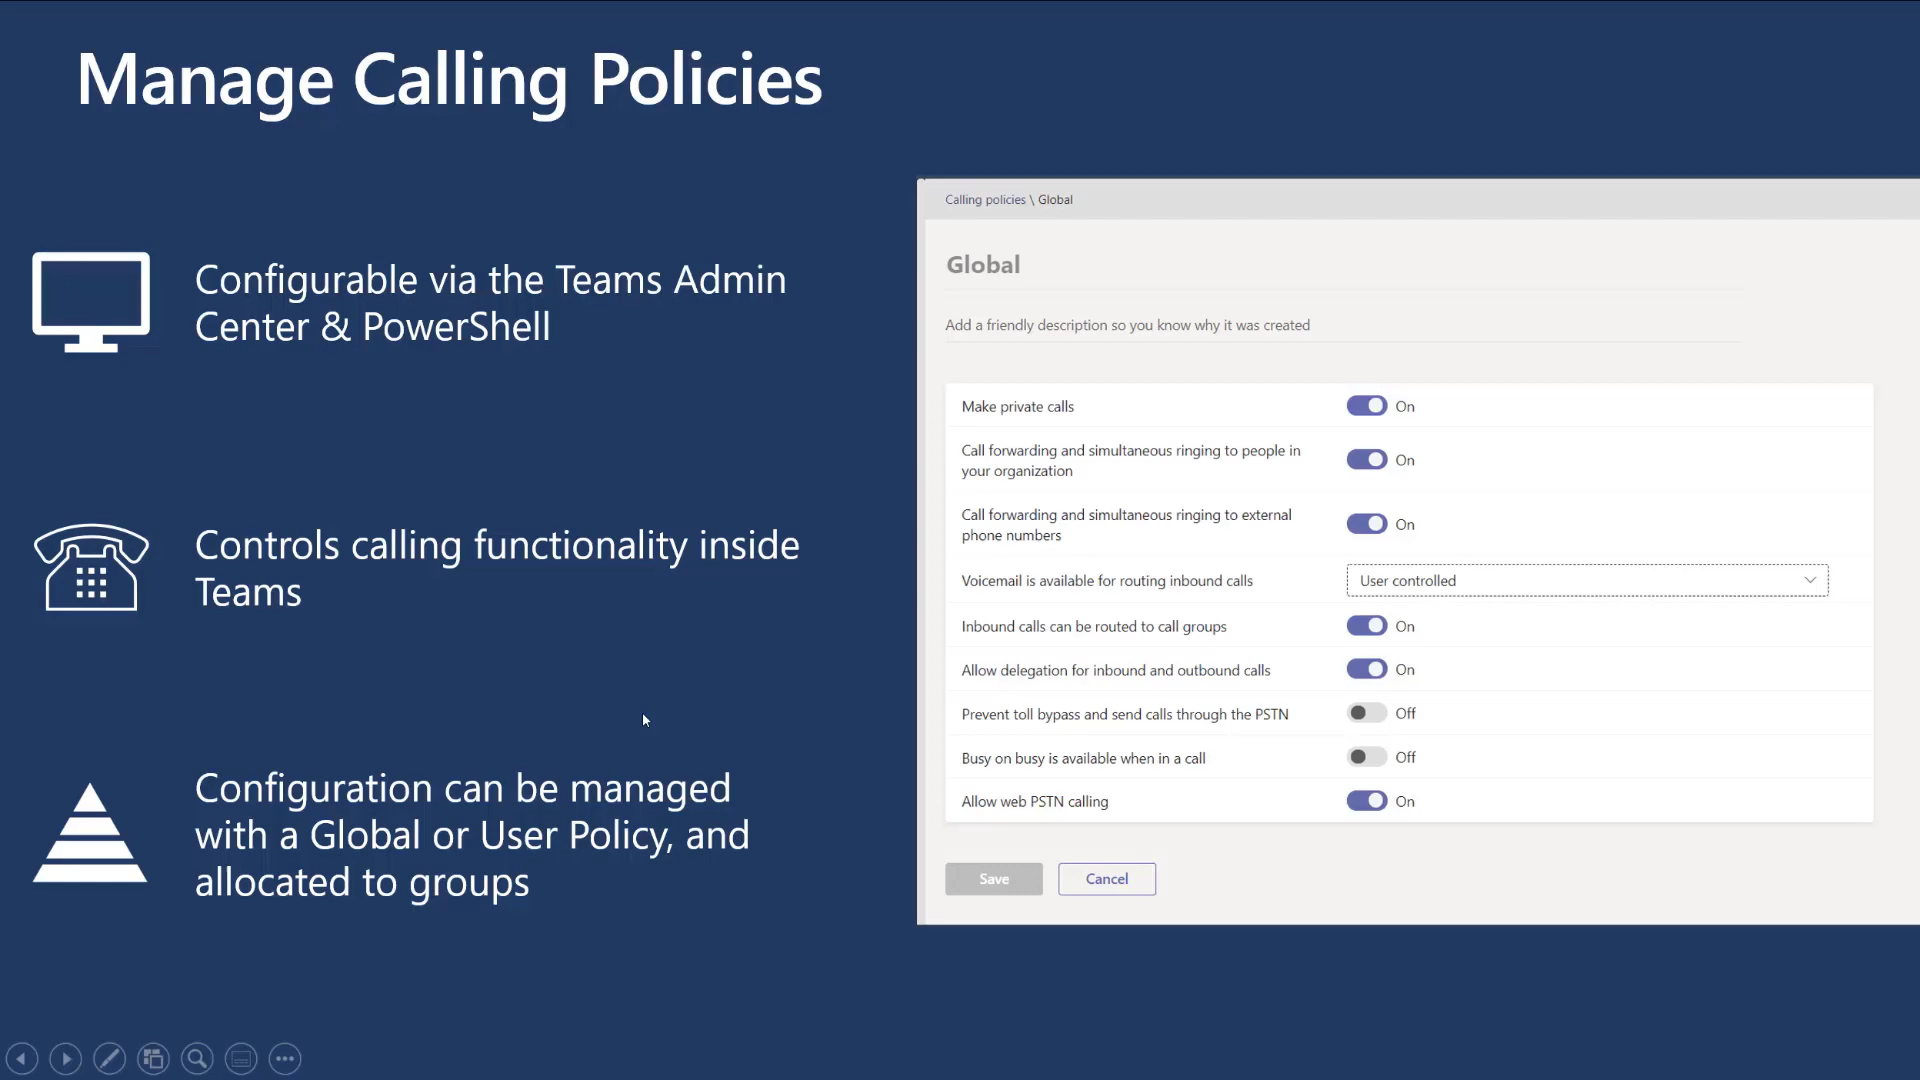 Manage Calling Policies
Configurable via the Teams Admin
Center & PowerShell
Controls calling functionality inside
Teams
Configuration can be managed
with a Global or User Policy, and
allocated to groups
Calling policies \ Global
Global
Add a friendly description so you know why it was created
Make private calls On
Call forwarding and simultaneous ringing to people in
your organization On
Call forwarding and simultaneous ringing to external
phone numbers On
Voicemail is available for routing inbound calls User controlled
Inbound calls can be routed to call groups On
Allow delegation for inbound and outbound calls On
Prevent toll bypass and send calls through the PSTN Off
Busy on busy is available when in a call Off
Allow web PSTN calling On
Save Cancel